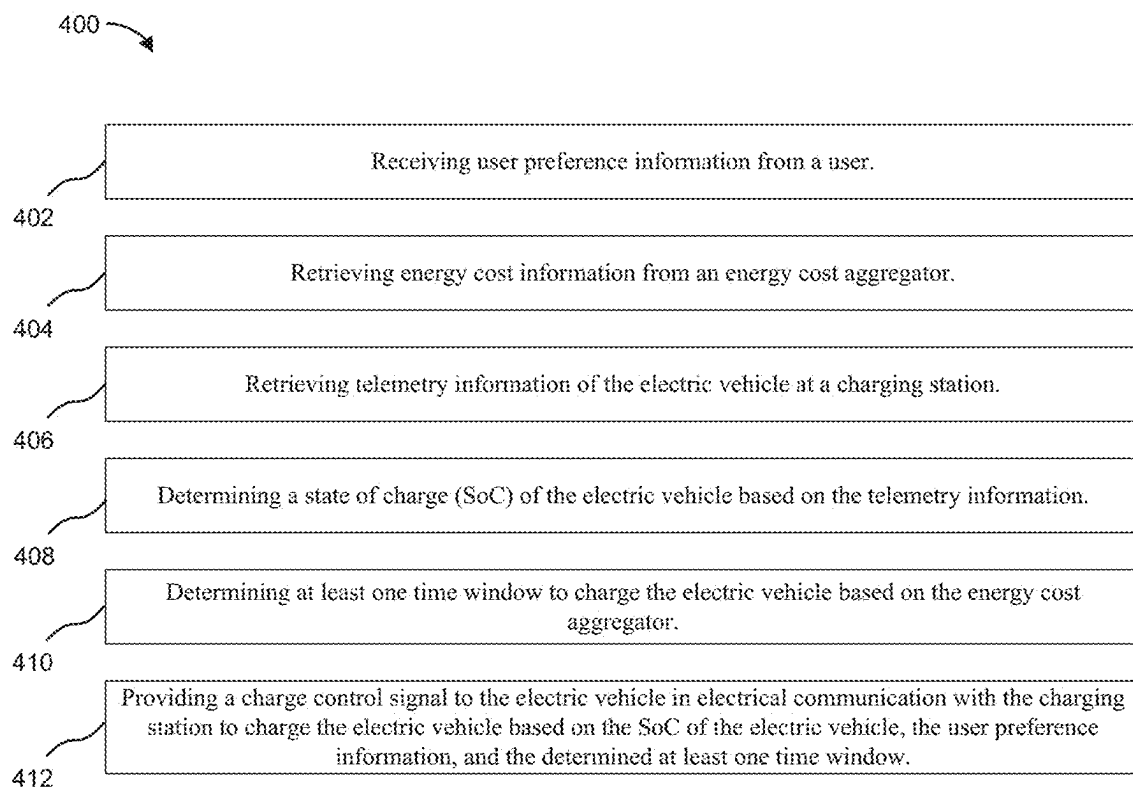 400
Receiving user preference information from a user.
402
Retrieving energy cost information from an energy cost aggregator.
404
Retrieving telemetry information of the electric vehicle at a charging station.
406
Determining a state of charge (SoC) of the electric vehicle based on the telemetry information.
408
Determining at least one time window to charge the electric vehicle based on the energy cost
aggregator.
410
Providing a charge control signal to the electric vehicle in electrical communication with the charging
station to charge the electric vehicle based on the SoC of the electric vehicle, the user preference
information, and the determined at least one time window.
412